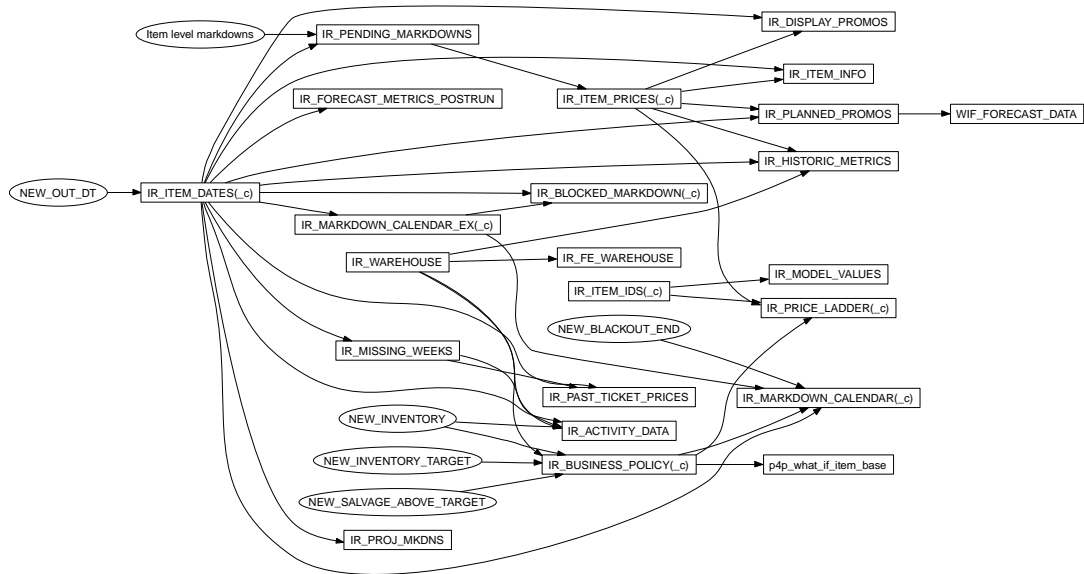 IR_DISPLAY_PROMOS
Item level markdowns
IR_PENDING_MARKDOWNS
IR_ITEM_INFO
IR_FORECAST_METRICS_POSTRUN
IR_ITEM_PRICES(_c)
IR_PLANNED_PROMOS
WIF_FORECAST_DATA
IR_HISTORIC_METRICS
NEW_OUT_DT
IR_ITEM_DATES(_c)
IR_BLOCKED_MARKDOWN(_c)
IR_MARKDOWN_CALENDAR_EX(_c)
IR_WAREHOUSE
IR_FE_WAREHOUSE
IR_MODEL_VALUES
IR_ITEM_IDS(_c)
IR_PRICE_LADDER(_c)
NEW_BLACKOUT_END
IR_MISSING_WEEKS
IR_PAST_TICKET_PRICES
IR_MARKDOWN_CALENDAR(_c)
NEW_INVENTORY
IR_ACTIVITY_DATA
NEW_INVENTORY_TARGET
IR_BUSINESS_POLICY(_c)
p4p_what_if_item_base
NEW_SALVAGE_ABOVE_TARGET
IR_PROJ_MKDNS